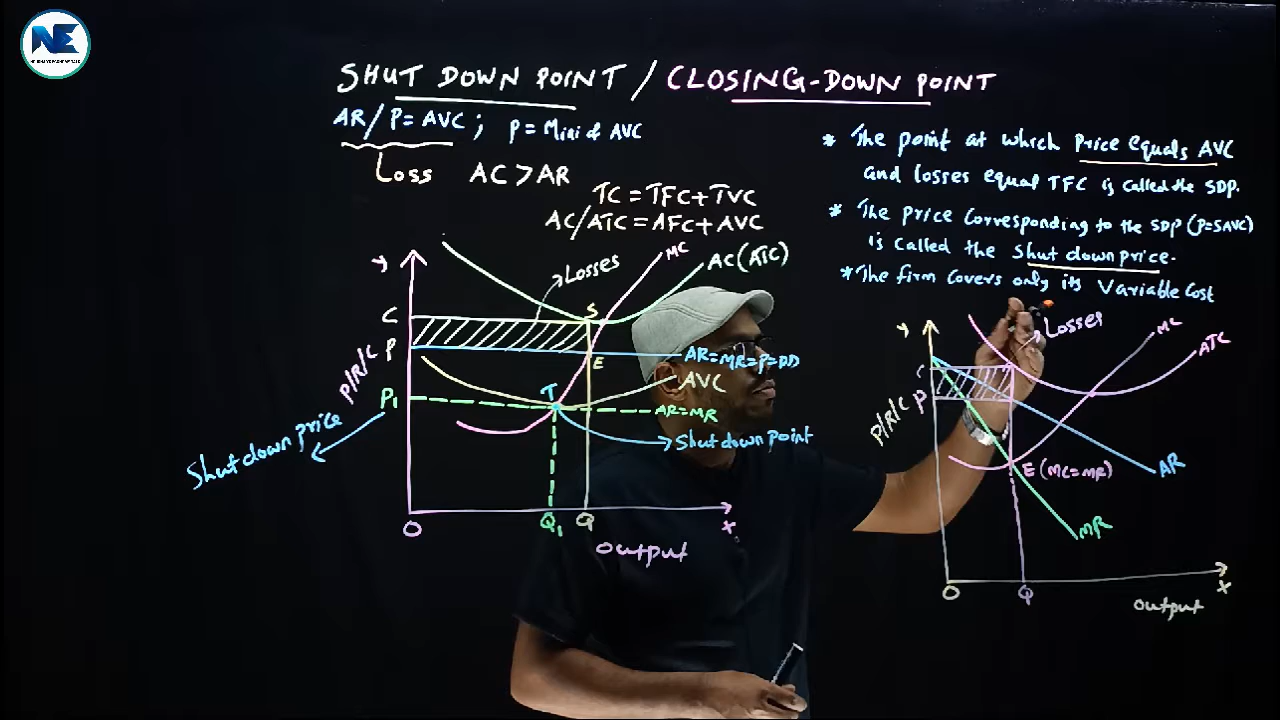 NE
SHUT DOWN POINT / CLOSING-DOWN POINT
AR/P=AVC; P=Mini of AVC
Loss AC>AR
TC=TFC+TVC
AC/ATC=AFC+AVC
* The point at which Price equals AVC
and losses equal TFC is called the SDP.
* The price corresponding to the SDP (P=SAVC)
is called the Shut down price.
* The firm covers only its Variable Cost
Y
C
P
P/R/C
P1
Losses
S
MC
AC(ATC)
E
AR=MR=P=DD
AVC
T
AR=MR
Shut down point
Shut down price
O
Q1
Q
X
Output
Y
C
P
P/R/C
Losses
MC
ATC
E (MC=MR)
AR
MR
O
Q
X
Output